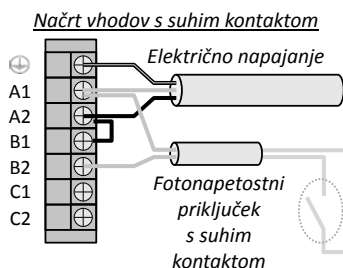 Načrt vhodov s suhim kontaktom
Električno napajanje
A1
A2
B1
B2
C1
C2
Fotonapetostni
priključek
s suhim
kontaktom